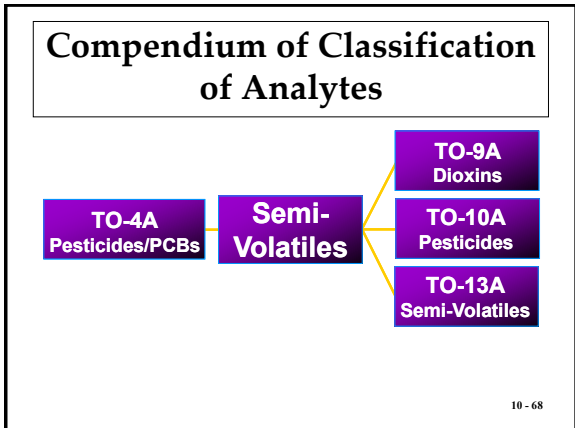 Compendium of Classification
of Analytes
TO-4A
Pesticides/PCBs
Semi-
Volatiles
TO-9A
Dioxins
TO-10A
Pesticides
TO-13A
Semi-Volatiles
10 - 68